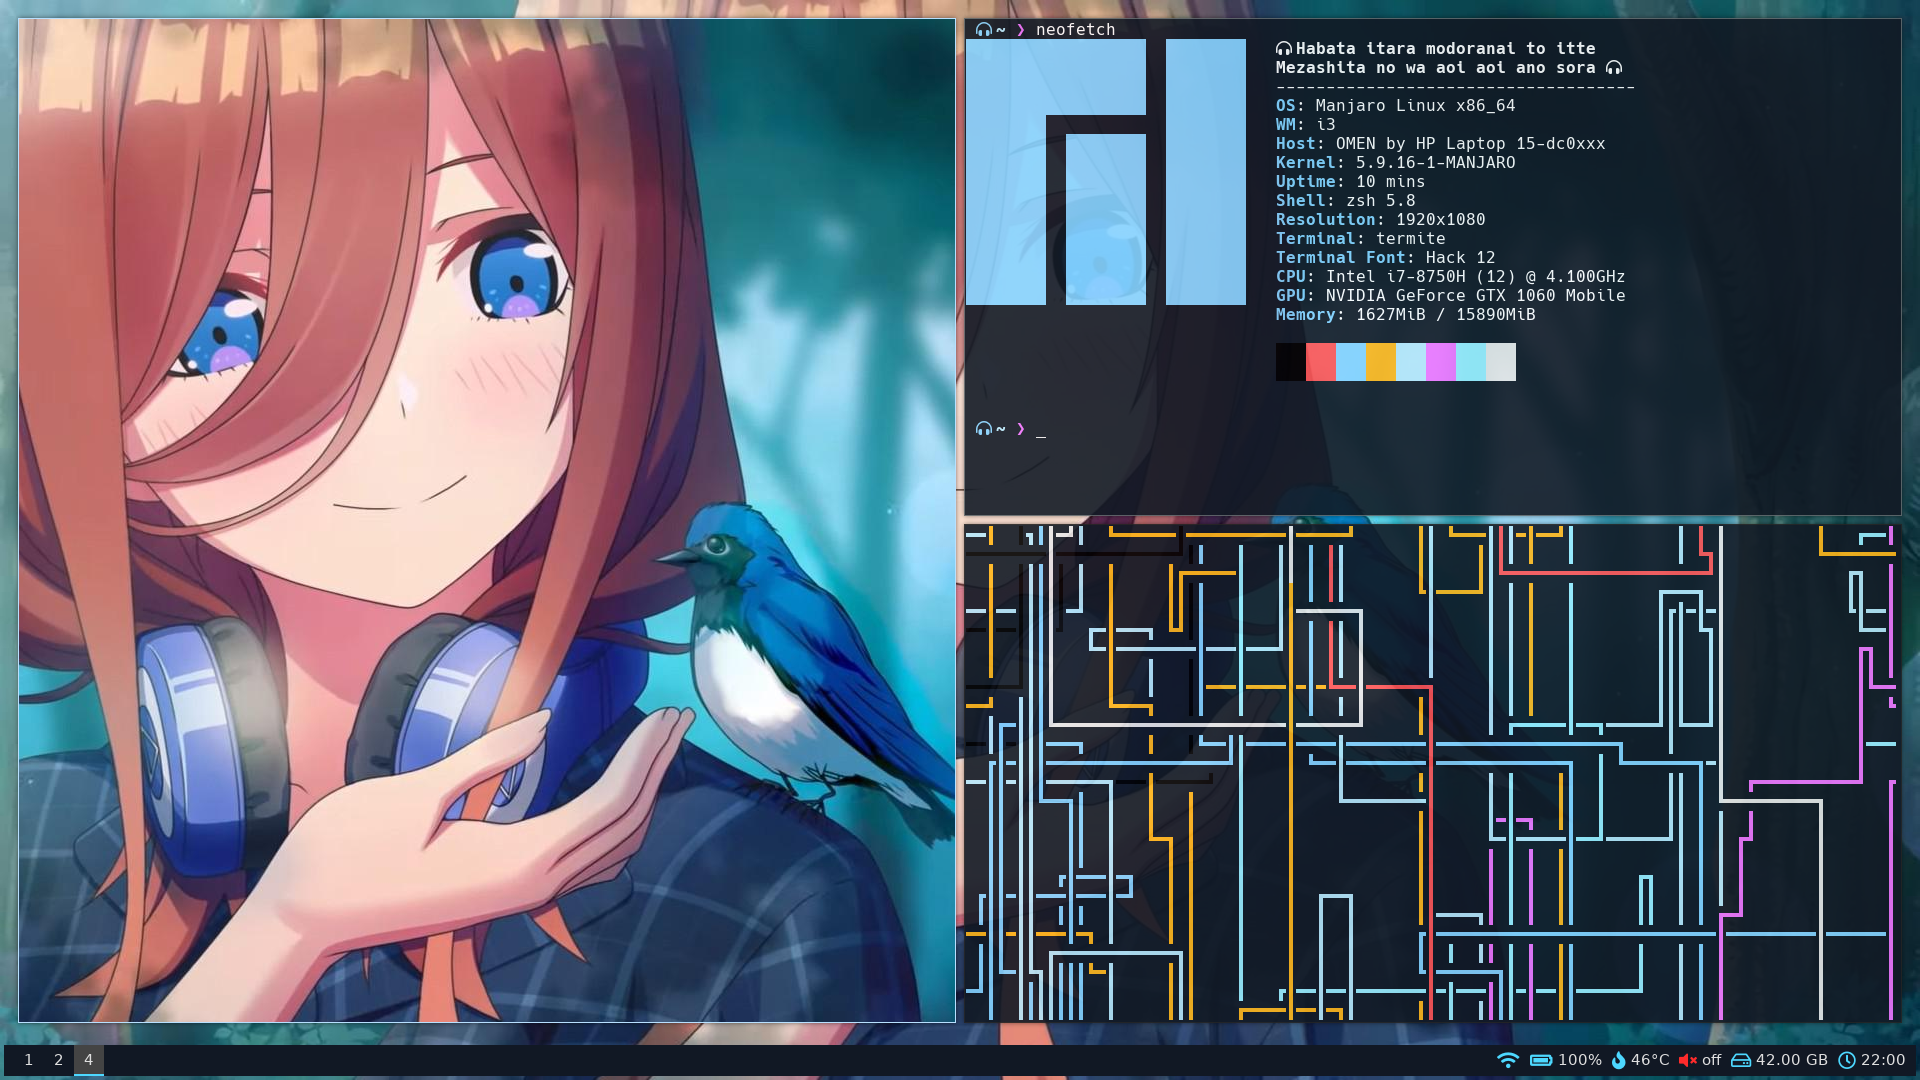 ~ ❯ neofetch
Habata itara modoranai to itte
Mezashita no wa aoi aoi ano sora
------------------------------------
OS: Manjaro Linux x86_64
WM: i3
Host: OMEN by HP Laptop 15-dc0xxx
Kernel: 5.9.16-1-MANJARO
Uptime: 10 mins
Shell: zsh 5.8
Resolution: 1920x1080
Terminal: termite
Terminal Font: Hack 12
CPU: Intel i7-8750H (12) @ 4.100GHz
GPU: NVIDIA GeForce GTX 1060 Mobile
Memory: 1627MiB / 15890MiB
~ ❯ _
1 2 4 100% 46°C off 42.00 GB 22:00